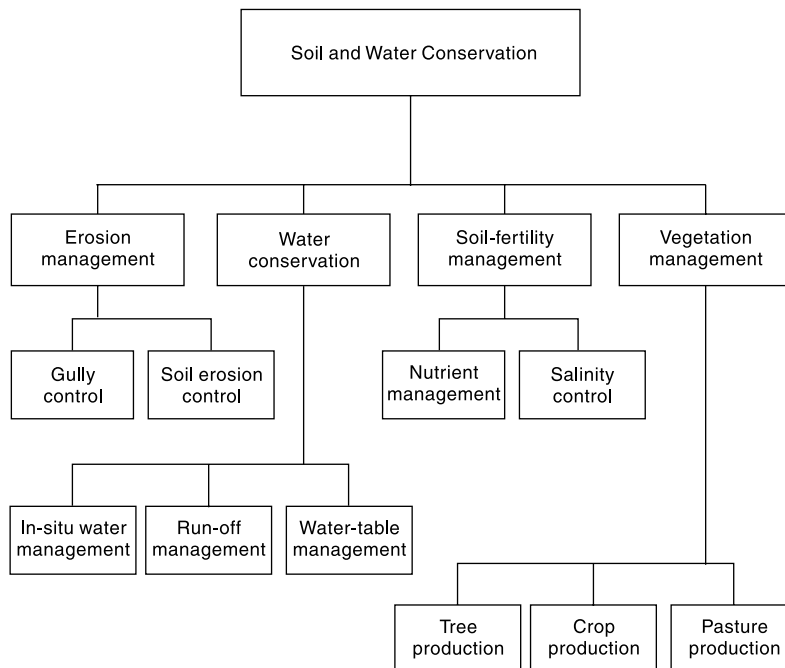 Soil and Water Conservation
Erosion
management
Water
conservation
Soil-fertility
management
Vegetation
management
Gully
control
Soil erosion
control
Nutrient
management
Salinity
control
In-situ water
management
Run-off
management
Water-table
management
Tree
production
Crop
production
Pasture
production